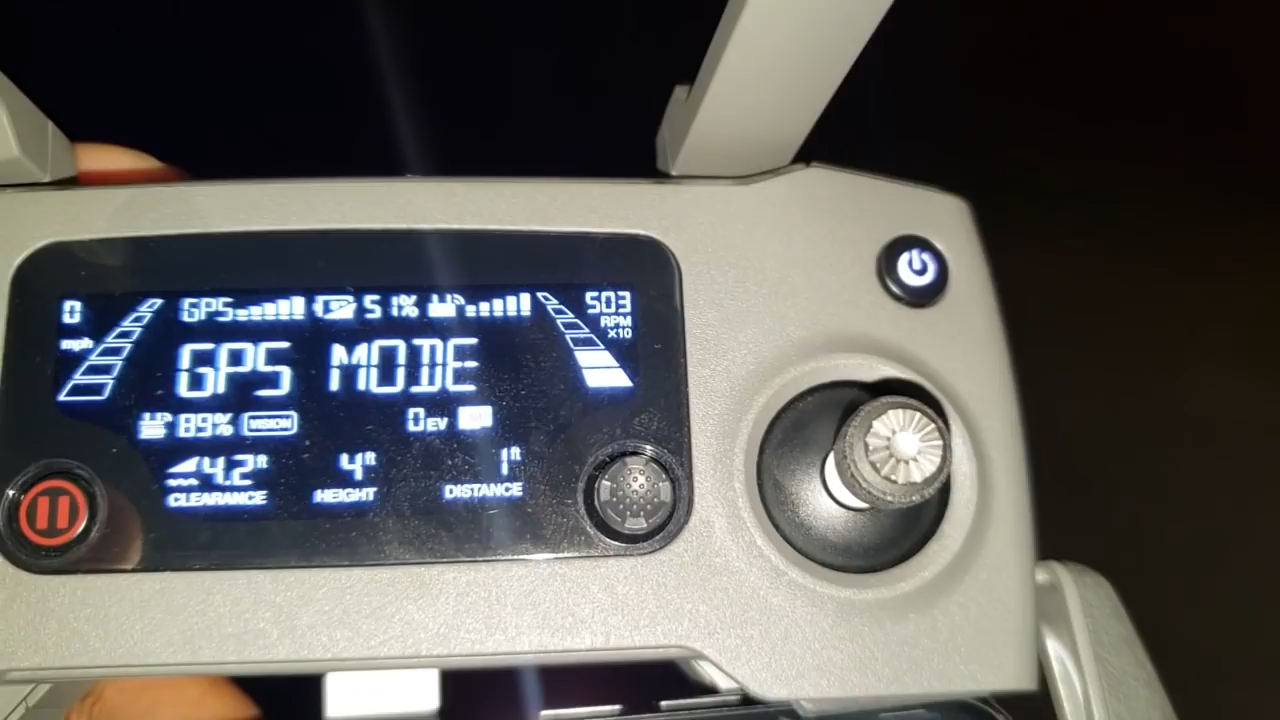 0 GPS 51% 503
mph RPM
X10
GPS MODE
89% VISION 0EV
4.2ft 4ft 1ft
CLEARANCE HEIGHT DISTANCE